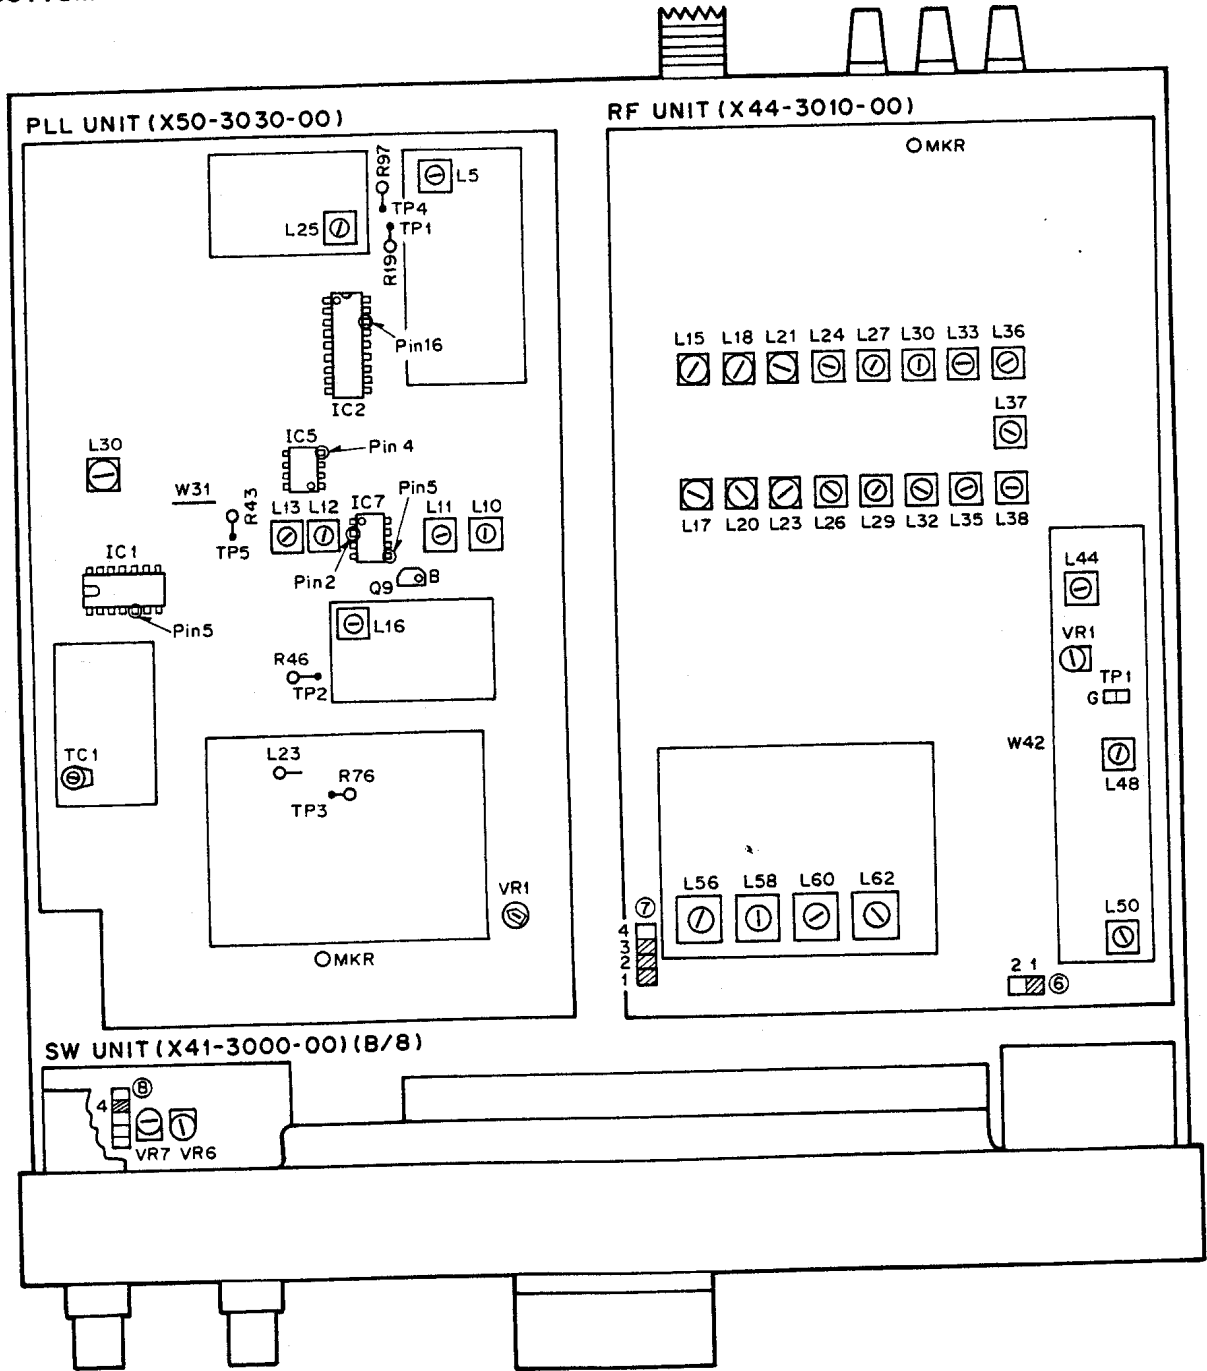 PLL UNIT (X50-3030-00)
RF UNIT (X44-3010-00)
MKR
R97
L5
TP4
L25
TP1
R19
Pin16
IC2
L15 L18 L21 L24 L27 L30 L33 L36
L37
IC5
Pin 4
L30
W31
R43
L13 L12
IC7
Pin5
L11 L10
TP5
L17 L20 L23 L26 L29 L32 L35 L38
IC1
Pin2
Q9
B
Pin5
L16
L44
VR1
R46
TP2
TP1
G
W42
TC1
L23
R76
TP3
L48
VR1
L56 L58 L60 L62
L50
⑦
4
3
2
1
MKR
2 1
⑥
SW UNIT (X41-3000-00)(B/8)
⑧
4
VR7 VR6